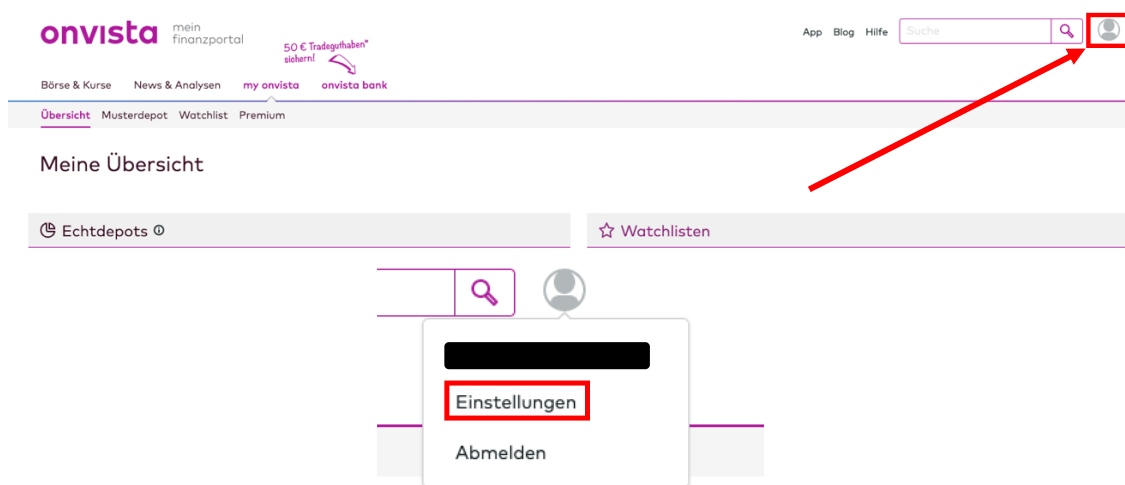 onvista mein
finanzportal
50 € Tradeguthaben*
sichern!
App Blog Hilfe Suche
Börse & Kurse News & Analysen my onvista onvista bank
Übersicht Musterdepot Watchlist Premium
Meine Übersicht
Echtdepots
Watchlisten
Einstellungen
Abmelden